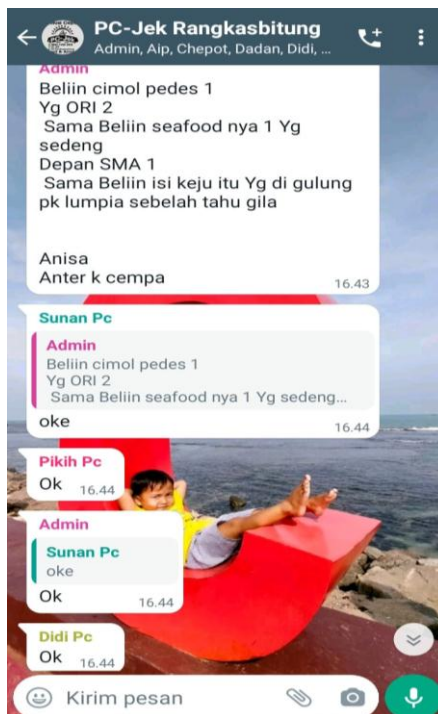 PC-Jek Rangkasbitung
Admin, Aip, Chepot, Dadan, Didi, ...
Admin
Beliin cimol pedes 1
Yg ORI 2
Sama Beliin seafood nya 1 Yg
sedeng
Depan SMA 1
Sama Beliin isi keju itu Yg di gulung
pk lumpia sebelah tahu gila
Anisa
Anter k cempa
16.43
Sunan Pc
Admin
Beliin cimol pedes 1
Yg ORI 2
Sama Beliin seafood nya 1 Yg sedeng...
oke
16.44
Pikih Pc
Ok 16.44
Admin
Sunan Pc
oke
Ok
16.44
Didi Pc
Ok 16.44
Kirim pesan